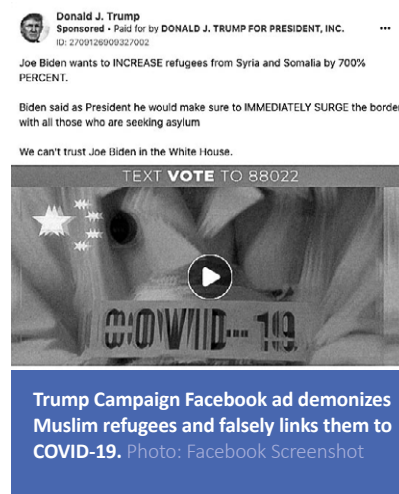 Donald J. Trump
Sponsored • Paid for by DONALD J. TRUMP FOR PRESIDENT, INC.
ID: 2709126909327002
Joe Biden wants to INCREASE refugees from Syria and Somalia by 700%
PERCENT.
Biden said as President he would make sure to IMMEDIATELY SURGE the border
with all those who are seeking asylum
We can't trust Joe Biden in the White House.
TEXT VOTE TO 88022
COVID-19
Trump Campaign Facebook ad demonizes
Muslim refugees and falsely links them to
COVID-19. Photo: Facebook Screenshot